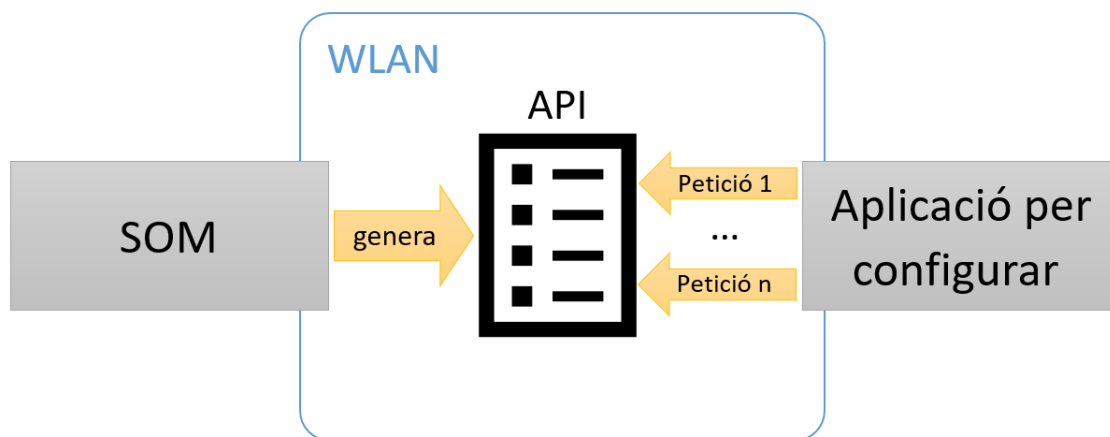 WLAN
API
SOM
genera
Petició 1
...
Petició n
Aplicació per
configurar